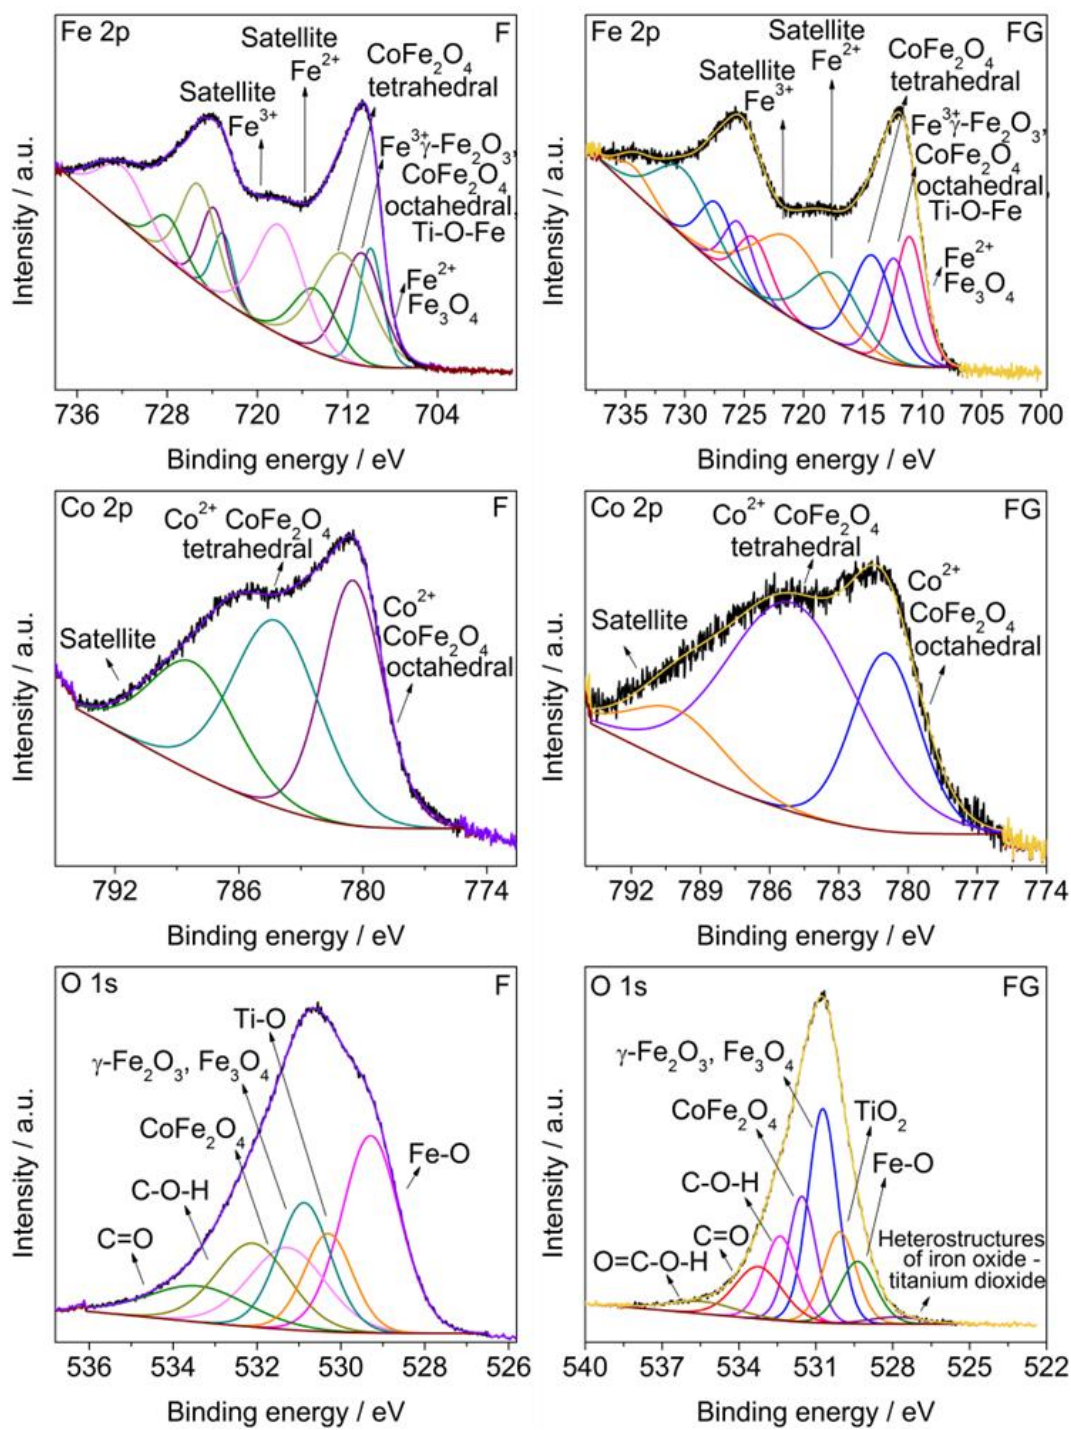 Fe 2p
F
Satellite
Fe²⁺
CoFe₂O₄
tetrahedral
Satellite
Fe³⁺
Fe³⁺γ-Fe₂O₃,
CoFe₂O₄
octahedral,
Ti-O-Fe
Fe²⁺
Fe₃O₄
Intensity / a.u.
736 728 720 712 704
Binding energy / eV
Fe 2p
FG
Satellite
Fe²⁺
CoFe₂O₄
tetrahedral
Satellite
Fe³⁺
Fe³⁺γ-Fe₂O₃,
CoFe₂O₄
octahedral
Ti-O-Fe
Fe²⁺
Fe₃O₄
Intensity / a.u.
735 730 725 720 715 710 705 700
Binding energy / eV
Co 2p
F
Co²⁺ CoFe₂O₄
tetrahedral
Satellite
Co²⁺
CoFe₂O₄
octahedral
Intensity / a.u.
792 786 780 774
Binding energy / eV
Co 2p
FG
Co²⁺ CoFe₂O₄
tetrahedral
Satellite
Co²⁺
CoFe₂O₄
octahedral
Intensity / a.u.
792 789 786 783 780 777 774
Binding energy / eV
O 1s
F
Ti-O
γ-Fe₂O₃, Fe₃O₄
CoFe₂O₄
C-O-H
C=O
Fe-O
Intensity / a.u.
536 534 532 530 528 526
Binding energy / eV
O 1s
FG
γ-Fe₂O₃, Fe₃O₄
CoFe₂O₄
TiO₂
Fe-O
C-O-H
C=O
O=C-O-H
Heterostructures
of iron oxide -
titanium dioxide
Intensity / a.u.
540 537 534 531 528 525 522
Binding energy / eV